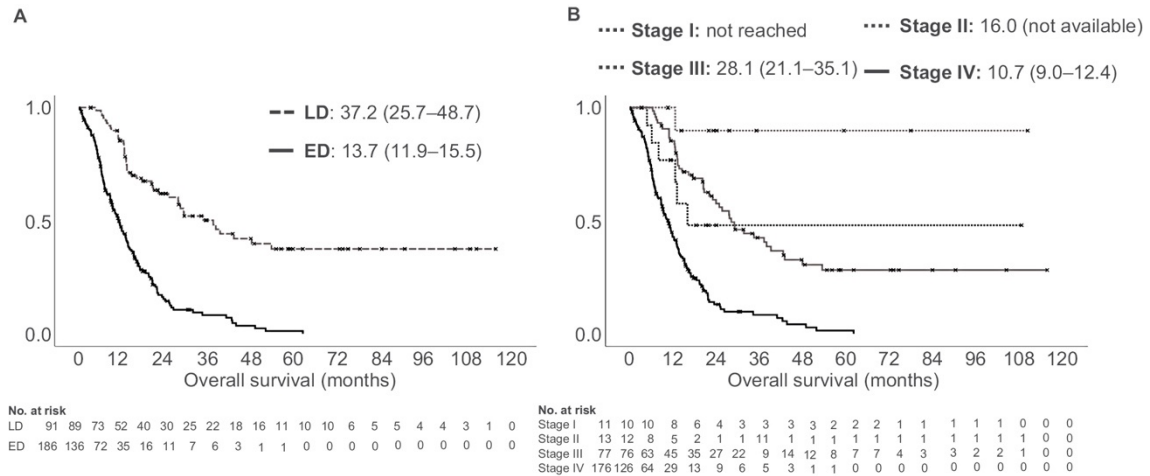 A
LD: 37.2 (25.7–48.7)
ED: 13.7 (11.9–15.5)
1.0
0.5
0.0
0 12 24 36 48 60 72 84 96 108 120
Overall survival (months)
No. at risk
LD 91 89 73 52 40 30 25 22 18 16 11 10 10 6 5 5 4 4 3 1 0
ED 186 136 72 35 16 11 7 6 3 1 1 0 0 0 0 0 0 0 0 0 0
B
Stage I: not reached
Stage II: 16.0 (not available)
Stage III: 28.1 (21.1–35.1)
Stage IV: 10.7 (9.0–12.4)
1.0
0.5
0.0
0 12 24 36 48 60 72 84 96 108 120
Overall survival (months)
No. at risk
Stage I 11 10 10 8 6 4 3 3 3 3 2 2 2 1 1 1 1 1 0 0 0
Stage II 13 12 8 5 2 1 1 11 1 1 1 1 1 1 1 1 1 1 0 0 0
Stage III 77 76 63 45 35 27 22 9 14 12 8 7 7 4 3 3 2 2 1 0 0
Stage IV 176 126 64 29 13 9 6 5 3 1 1 0 0 0 0 0 0 0 0 0 0